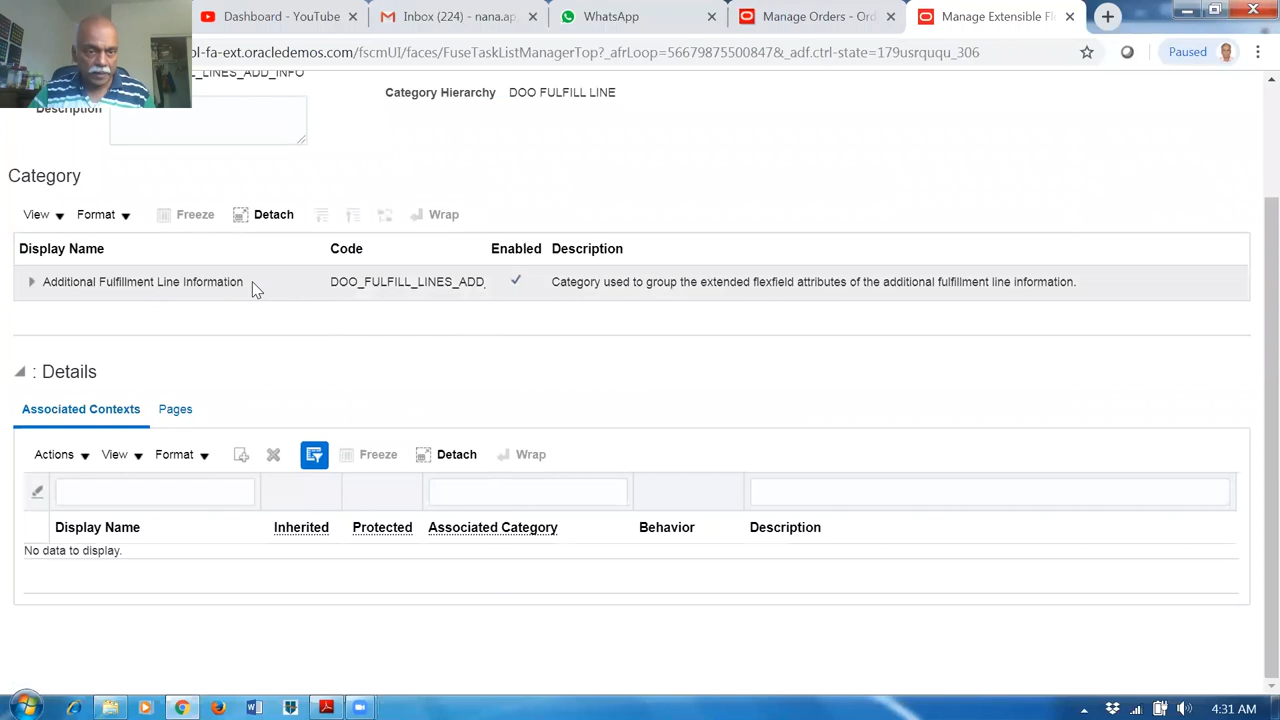 Dashboard - YouTube
Inbox (224) - nana.ap
WhatsApp
Manage Orders - Ord
Manage Extensible Fl
ol-fa-ext.oracledemos.com/fscmUI/faces/FuseTaskListManagerTop?_afrLoop=56679875500847&_adf.ctrl-state=179usrququ_306
Paused
_LINES_ADD_INFO
Category Hierarchy DOO FULFILL LINE
Description
Category
View Format Freeze Detach Wrap
Display Name Code Enabled Description
Additional Fulfillment Line Information DOO_FULFILL_LINES_ADD_ Category used to group the extended flexfield attributes of the additional fulfillment line information.
: Details
Associated Contexts Pages
Actions View Format Freeze Detach Wrap
Display Name Inherited Protected Associated Category Behavior Description
No data to display.
4:31 AM